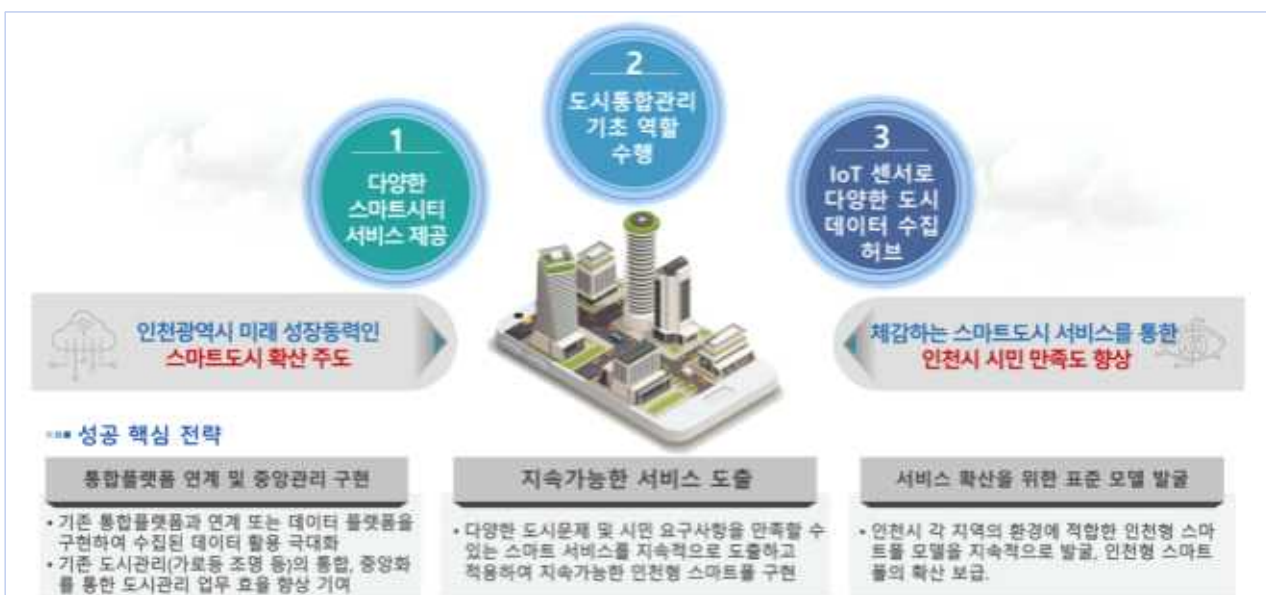 1
다양한
스마트시티
서비스 제공
2
도시통합관리
기초 역할
수행
3
IoT 센서로
다양한 도시
데이터 수집
허브
인천광역시 미래 성장동력인
스마트도시 확산 주도
체감하는 스마트도시 서비스를 통한
인천시 시민 만족도 향상
성공 핵심 전략
통합플랫폼 연계 및 중앙관리 구현
• 기존 통합플랫폼과 연계 또는 데이터 플랫폼을
구현하여 수집된 데이터 활용 극대화
• 기존 도시관리(가로등 조명 등)의 통합, 중앙화
를 통한 도시관리 업무 효율 향상 기여
지속가능한 서비스 도출
• 다양한 도시문제 및 시민 요구사항을 만족할 수
있는 스마트 서비스를 지속적으로 도출하고
적용하여 지속가능한 인천형 스마트폴 구현
서비스 확산을 위한 표준 모델 발굴
• 인천시 각 지역의 환경에 적합한 인천형 스마
트폴 모델을 지속적으로 발굴, 인천형 스마트
폴의 확산 보급.